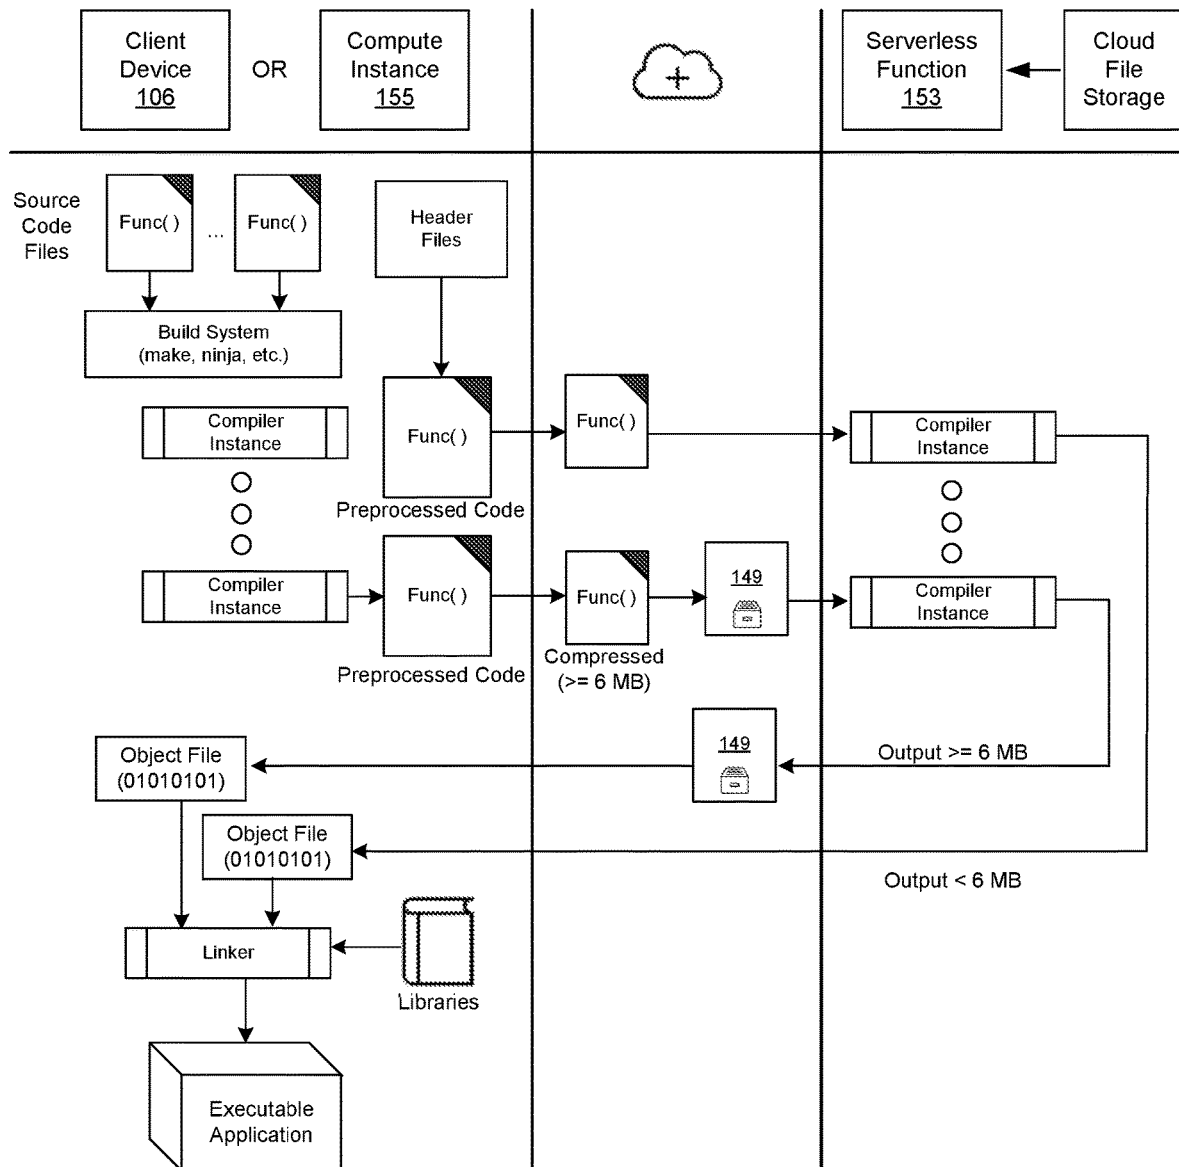 Client
Device
106
OR
Compute
Instance
155
Serverless
Function
153
Cloud
File
Storage
Source
Code
Files
Func( )
...
Func( )
Header
Files
Build System
(make, ninja, etc.)
Compiler
Instance
Func( )
Preprocessed Code
Func( )
Compiler
Instance
Compiler
Instance
Func( )
Preprocessed Code
Func( )
Compressed
(>= 6 MB)
149
Compiler
Instance
Object File
(01010101)
149
Output >= 6 MB
Object File
(01010101)
Output < 6 MB
Linker
Libraries
Executable
Application